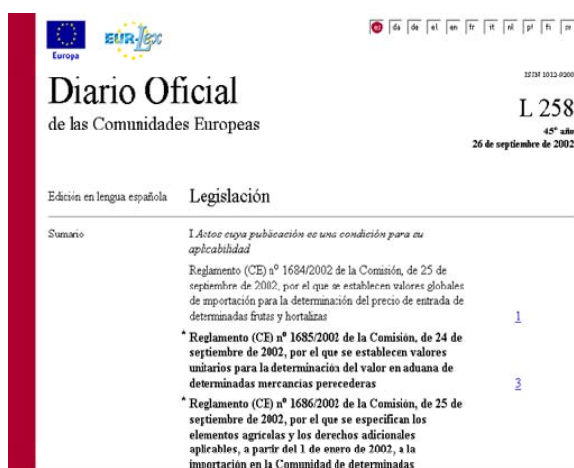 EUR-lex
es da de el en fr it nl pt fi sv
Europa
ISSN 1012-9200
Diario Oficial
de las Comunidades Europeas
L 258
45° año
26 de septiembre de 2002
Edición en lengua española
Legislación
Sumario
I Actos cuya publicación es una condición para su
aplicabilidad
Reglamento (CE) nº 1684/2002 de la Comisión, de 25 de
septiembre de 2002, por el que se establecen valores globales
de importación para la determinación del precio de entrada de
determinadas frutas y hortalizas
1
* Reglamento (CE) nº 1685/2002 de la Comisión, de 24 de
septiembre de 2002, por el que se establecen valores
unitarios para la determinación del valor en aduana de
determinadas mercancías perecederas
3
* Reglamento (CE) nº 1686/2002 de la Comisión, de 25 de
septiembre de 2002, por el que se especifican los
elementos agrícolas y los derechos adicionales
aplicables, a partir del 1 de enero de 2002, a la
importación en la Comunidad de determinadas